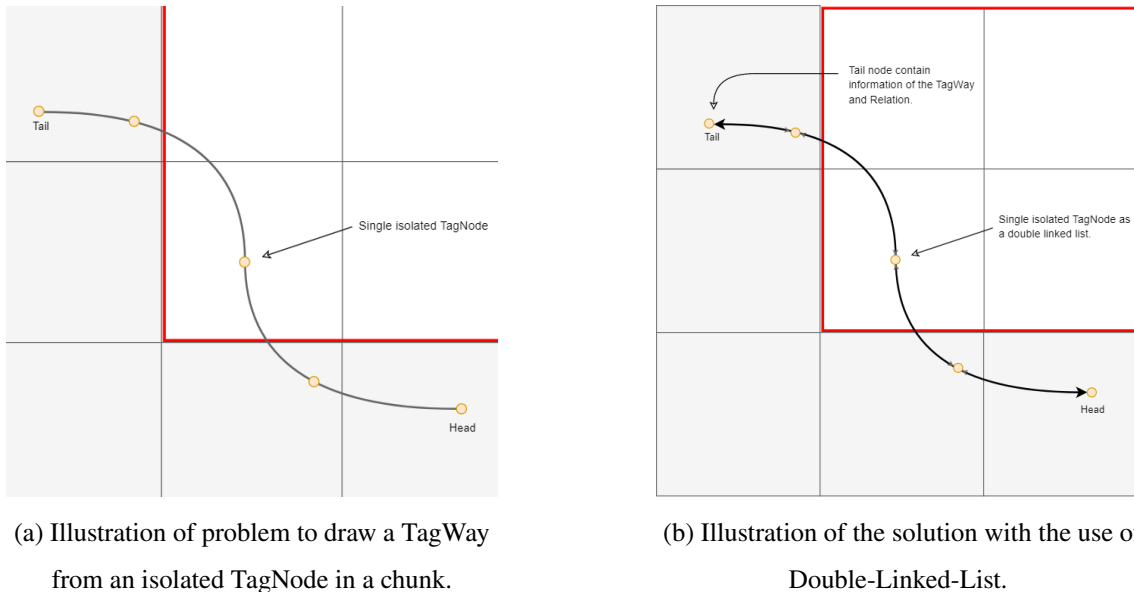 Tail
Single isolated TagNode
Head
(a) Illustration of problem to draw a TagWay
from an isolated TagNode in a chunk.
Tail node contain
information of the TagWay
and Relation.
Tail
Single isolated TagNode as
a double linked list.
Head
(b) Illustration of the solution with the use
Double-Linked-List.